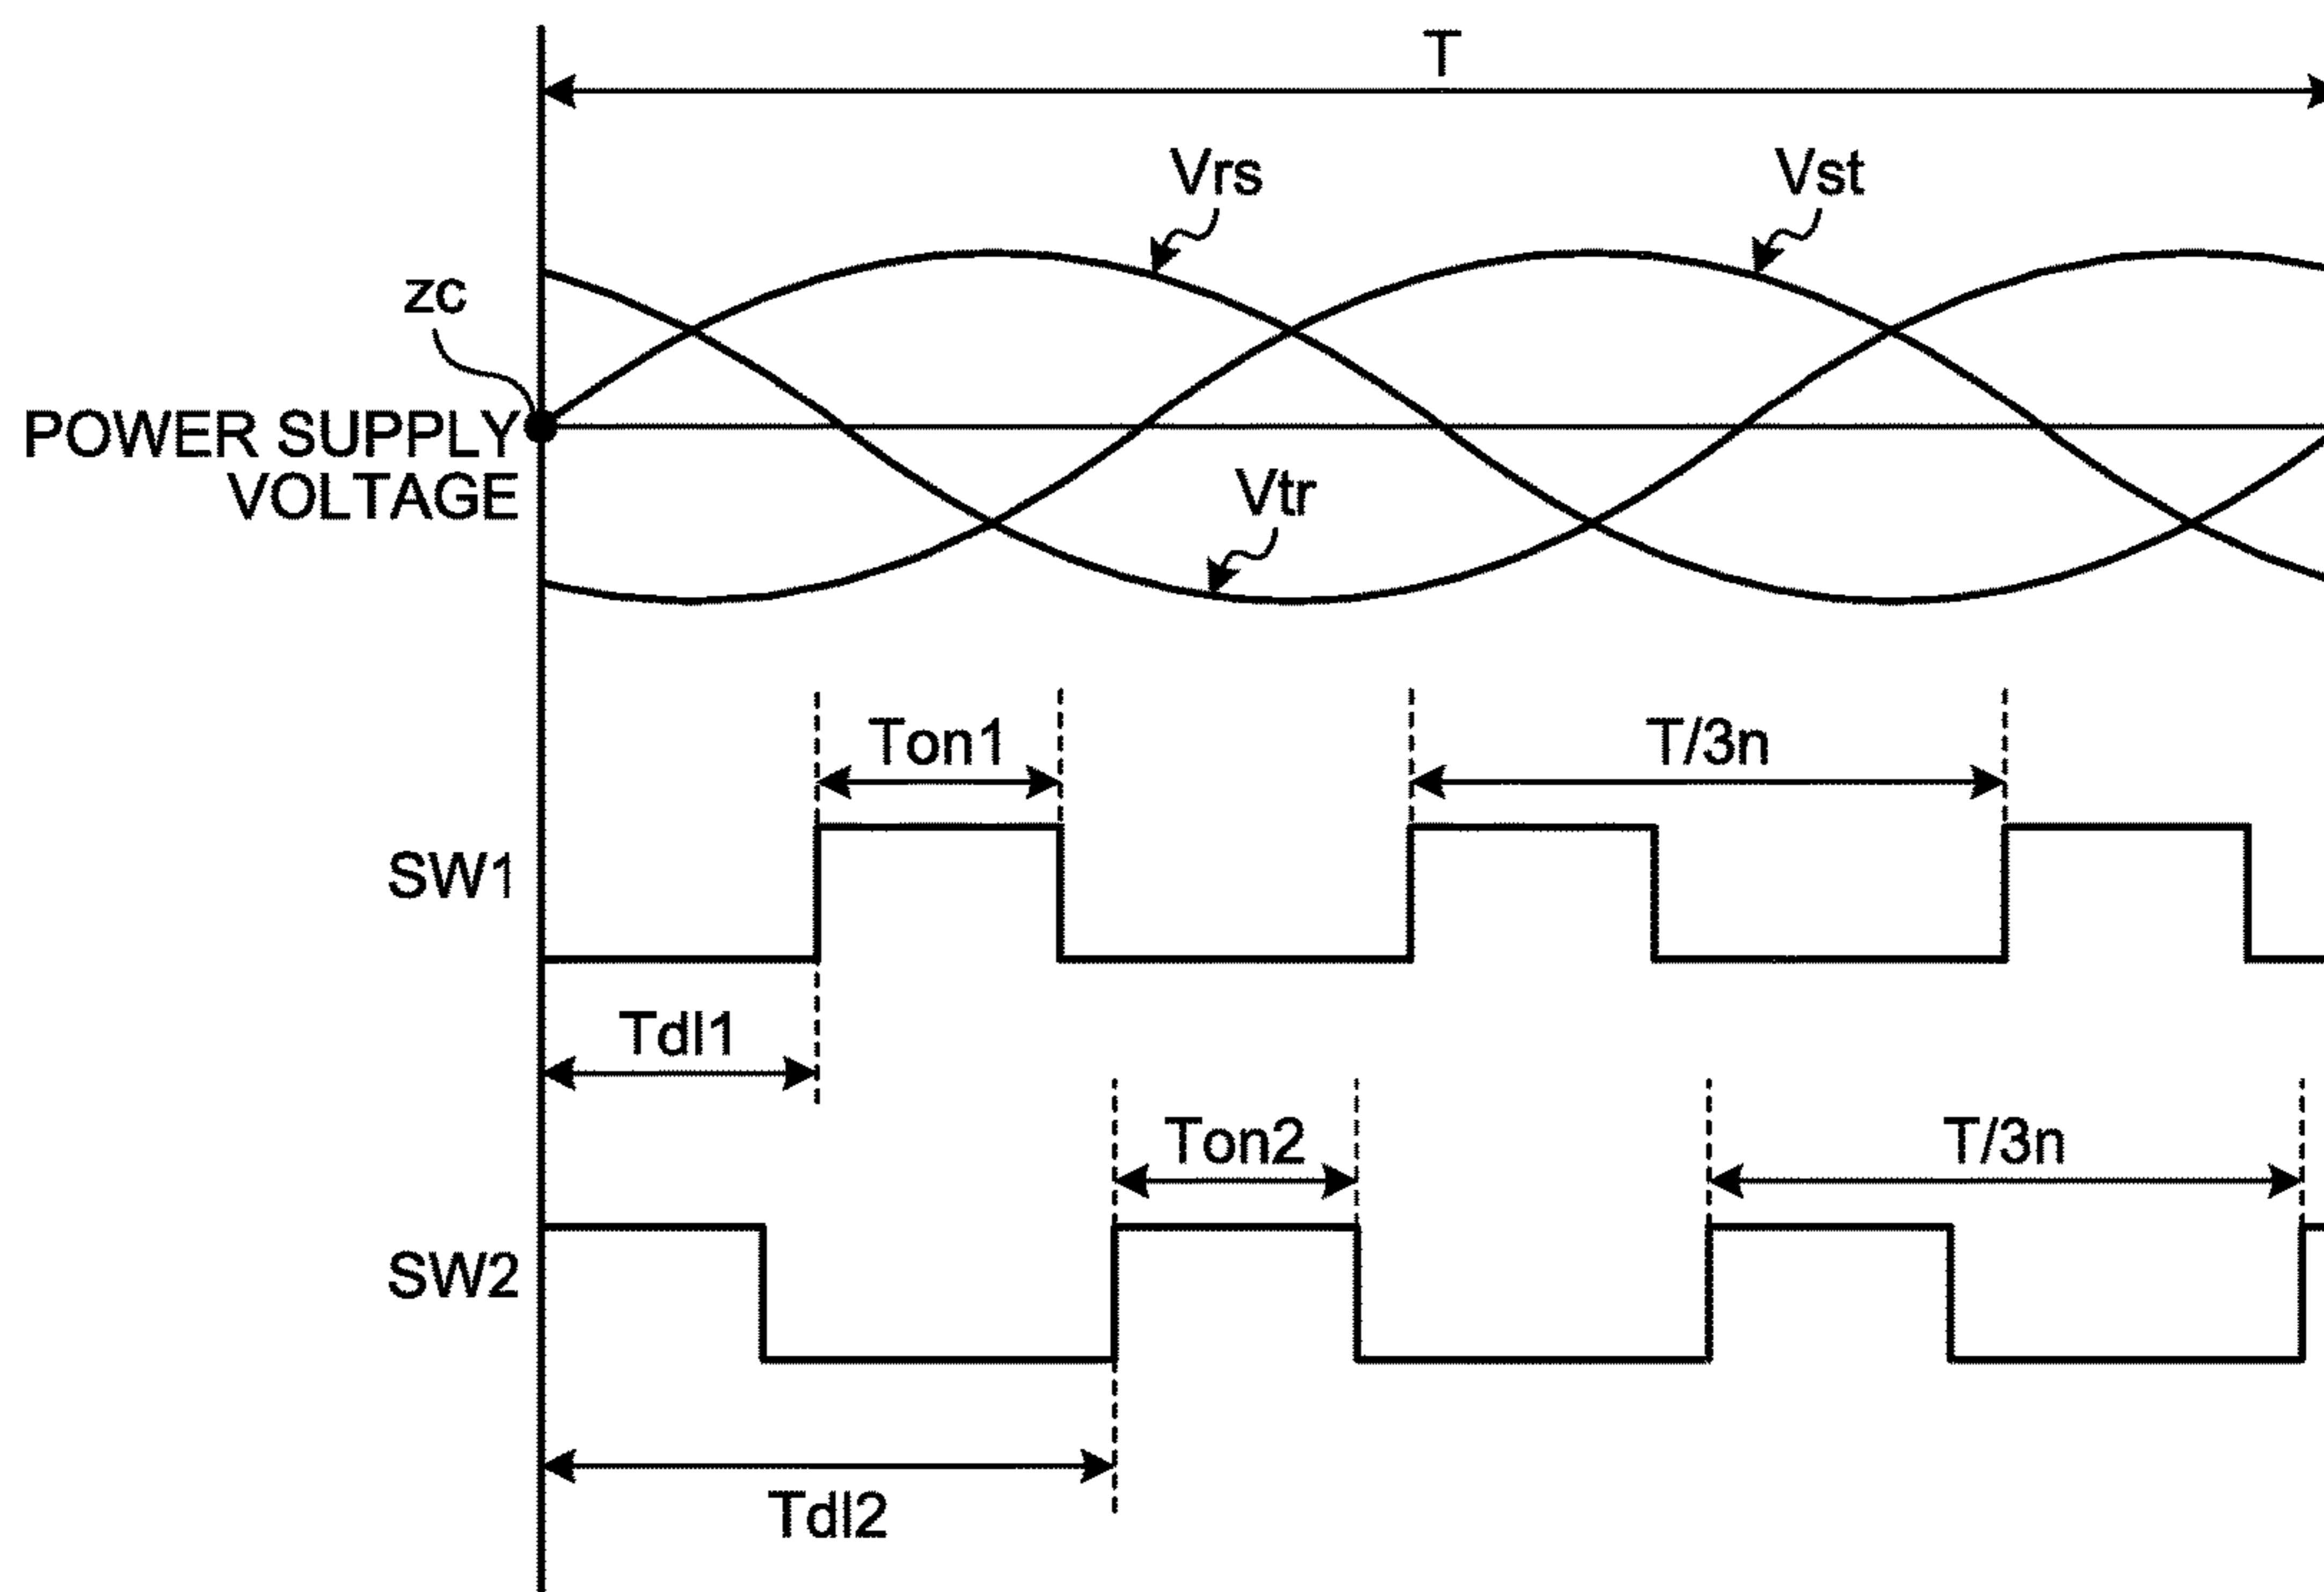 T
Vrs
Vst
zc
POWER SUPPLY
VOLTAGE
Vtr
Ton1
T/3n
SW1
Tdl1
Ton2
T/3n
SW2
Tdl2